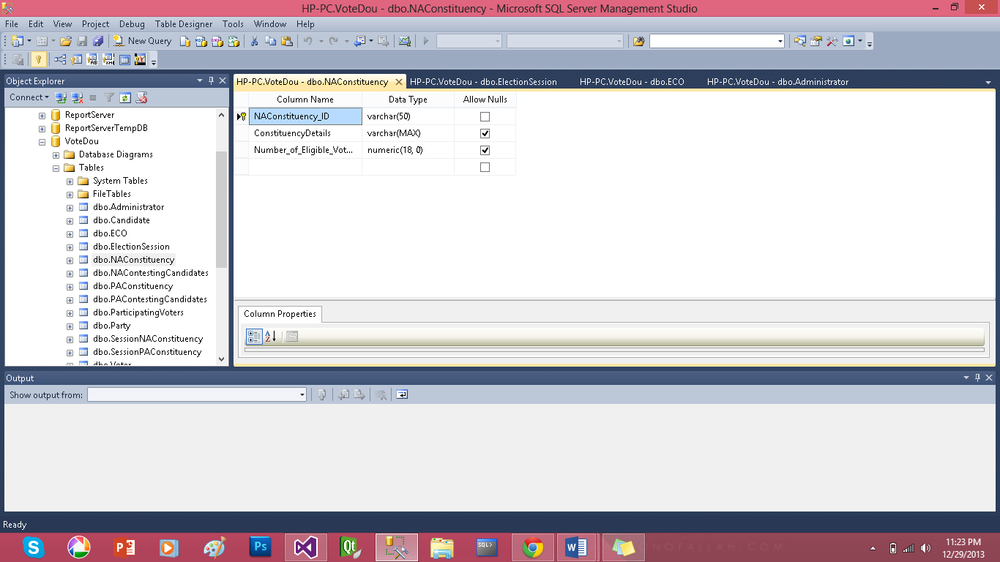 HP-PC.VoteDou - dbo.NAConstituency - Microsoft SQL Server Management Studio
File Edit View Project Debug Table Designer Tools Window Help
New Query
Object Explorer
HP-PC.VoteDou - dbo.NAConstituency HP-PC.VoteDou - dbo.ElectionSession HP-PC.VoteDou - dbo.ECO HP-PC.VoteDou - dbo.Administrator
Connect
ReportServer
ReportServerTempDB
VoteDou
Database Diagrams
Tables
System Tables
FileTables
dbo.Administrator
dbo.Candidate
dbo.ECO
dbo.ElectionSession
dbo.NAConstituency
dbo.NAContestingCandidates
dbo.PAConstituency
dbo.PAContestingCandidates
dbo.ParticipatingVoters
dbo.Party
dbo.SessionNAConstituency
dbo.SessionPAConstituency
dbo.Voter
Column Name Data Type Allow Nulls
NAConstituency_ID varchar(50)
ConstituencyDetails varchar(MAX)
Number_of_Eligible_Vot... numeric(18, 0)
Column Properties
Output
Show output from:
Ready
11:23 PM
12/29/2013